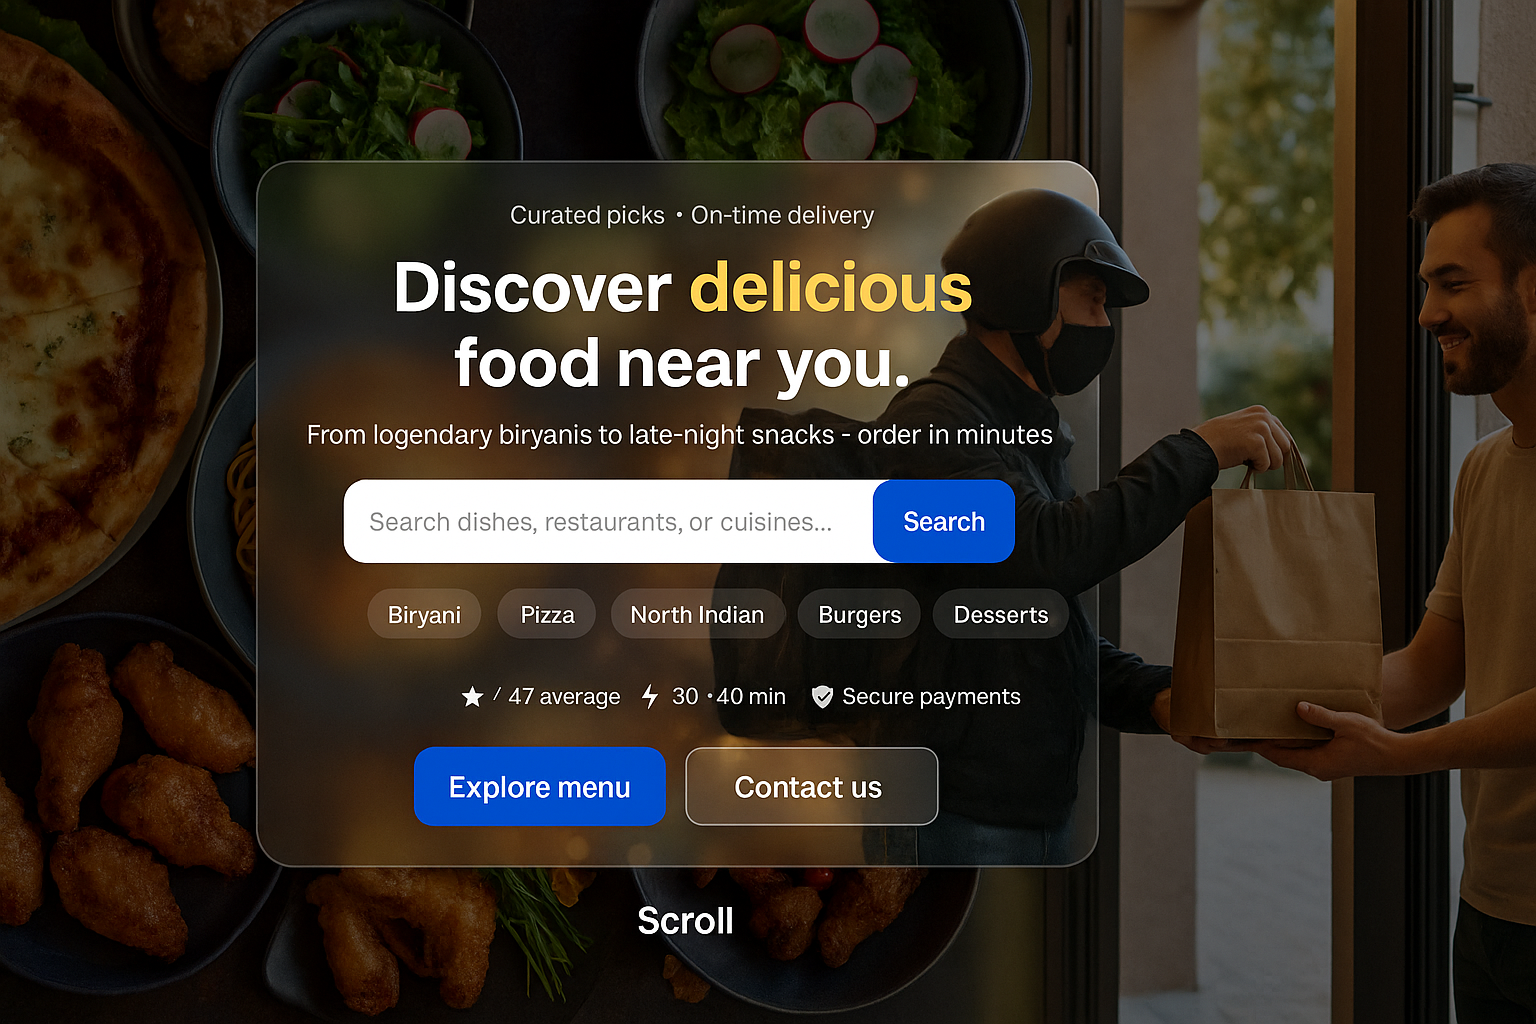 Curated picks • On-time delivery
Discover delicious
food near you.
From logendary biryanis to late-night snacks - order in minutes
Search dishes, restaurants, or cuisines...
Search
Biryani
Pizza
North Indian
Burgers
Desserts
★ / 47 average
30 •40 min
Secure payments
Explore menu
Contact us
Scroll